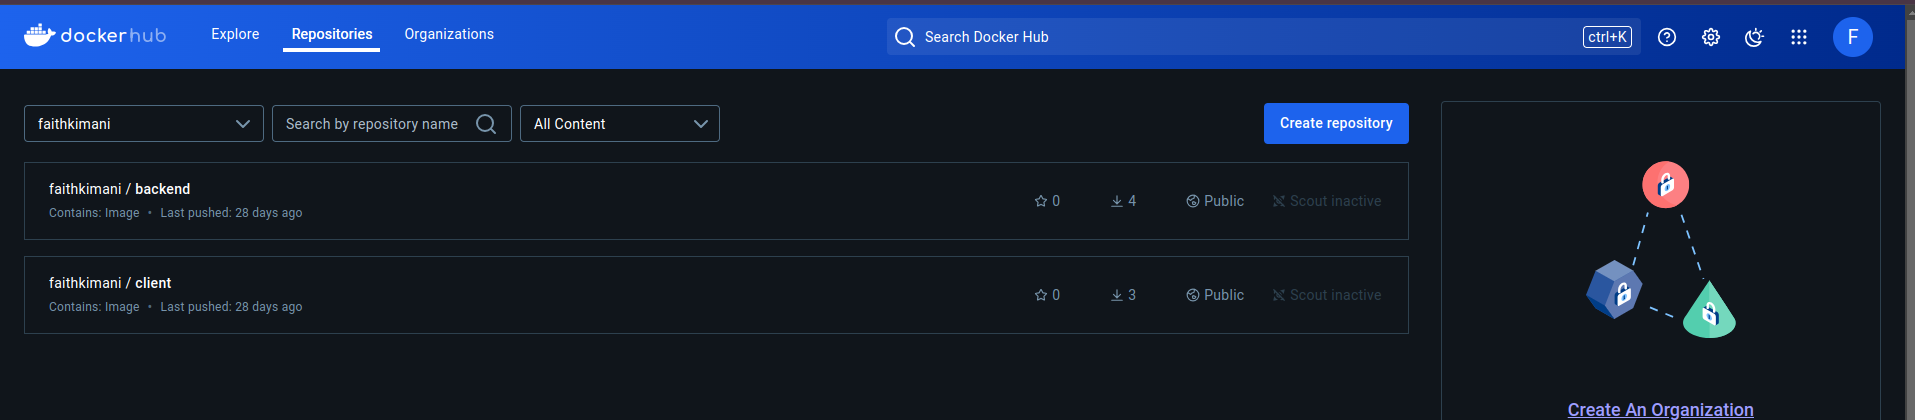 dockerhub Explore Repositories Organizations Search Docker Hub ctrl+K F
faithkimani Search by repository name All Content Create repository
faithkimani / backend
Contains: Image • Last pushed: 28 days ago
0 4 Public Scout inactive
faithkimani / client
Contains: Image • Last pushed: 28 days ago
0 3 Public Scout inactive
Create An Organization